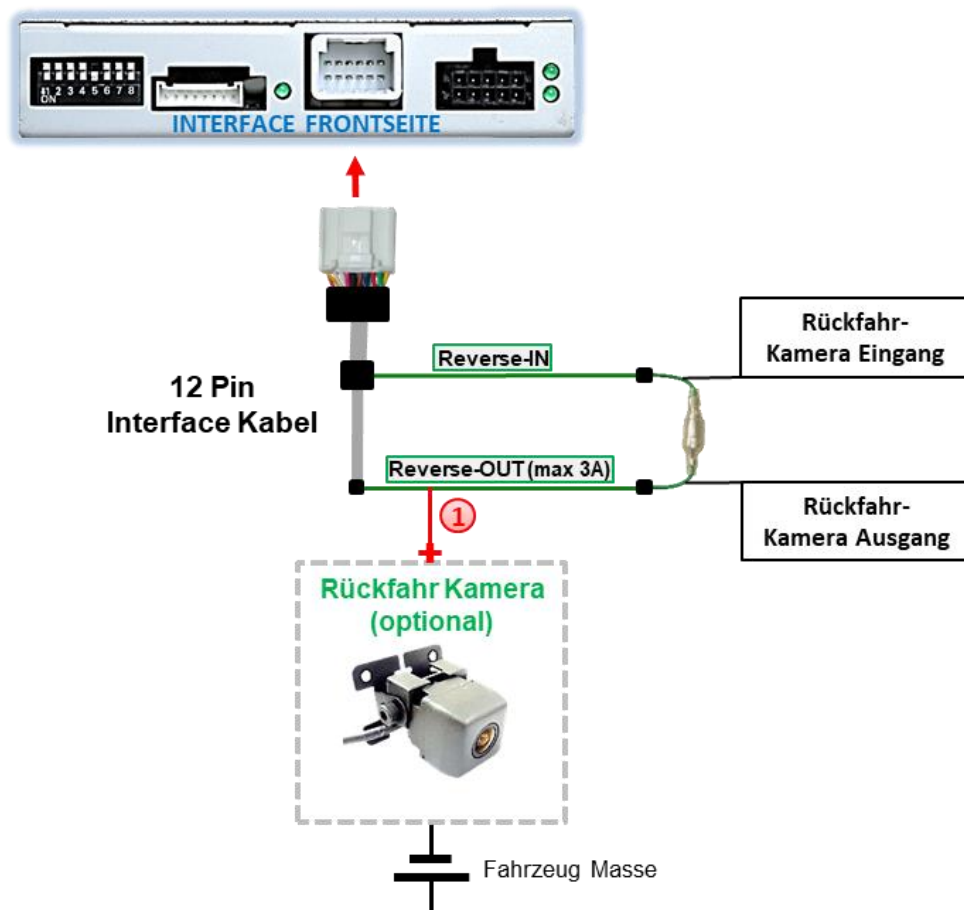 1 2 3 4 5 6 7 8
ON
INTERFACE FRONTSEITE
Reverse-IN
Rückfahr-
Kamera Eingang
12 Pin
Interface Kabel
Reverse-OUT (max 3A)
1
Rückfahr-
Kamera Ausgang
Rückfahr Kamera
(optional)
Fahrzeug Masse